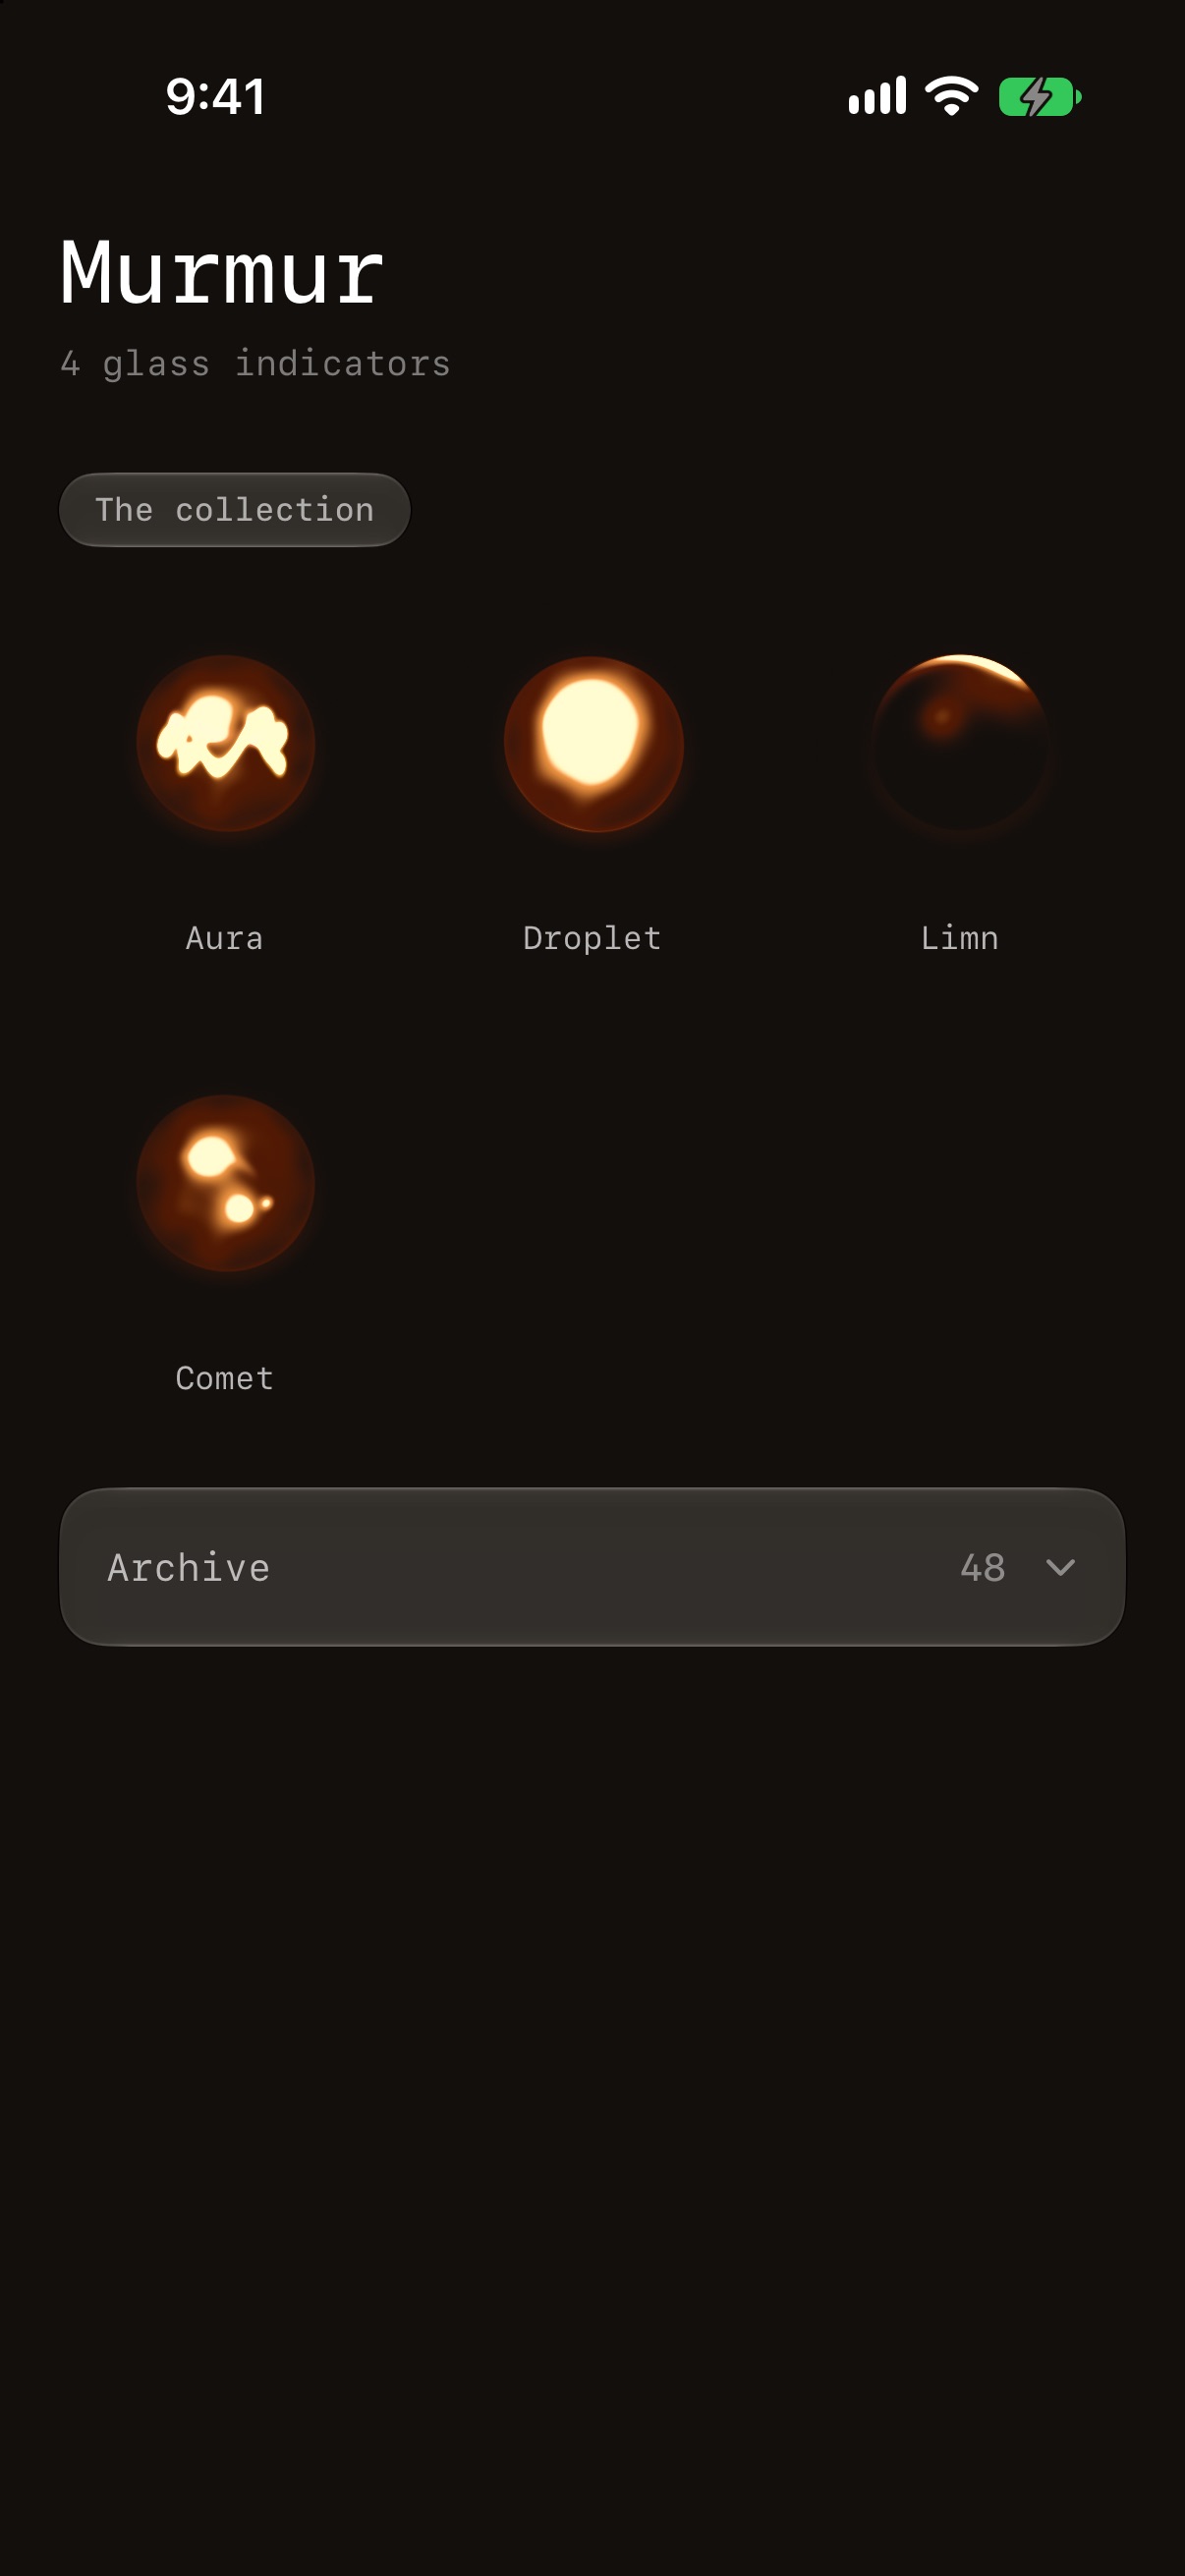 9:41
Murmur
4 glass indicators
The collection
Aura Droplet Limn
Comet
Archive 48